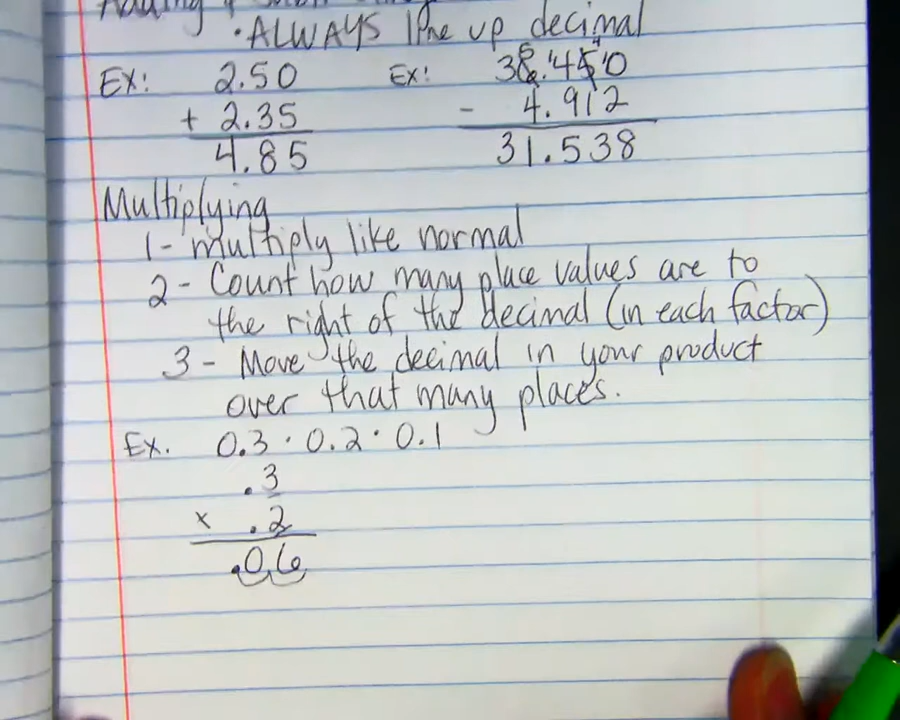 ·ALWAYS line up decimal
Ex: 2.50 Ex: 36.450
+ 2.35 - 4.912
4.85 31.538
Multiplying
1- multiply like normal
2- Count how many place values are to
the right of the decimal (in each factor)
3- Move the decimal in your product
over that many places.
Ex. 0.3 · 0.2 · 0.1
.3
x .2
.06